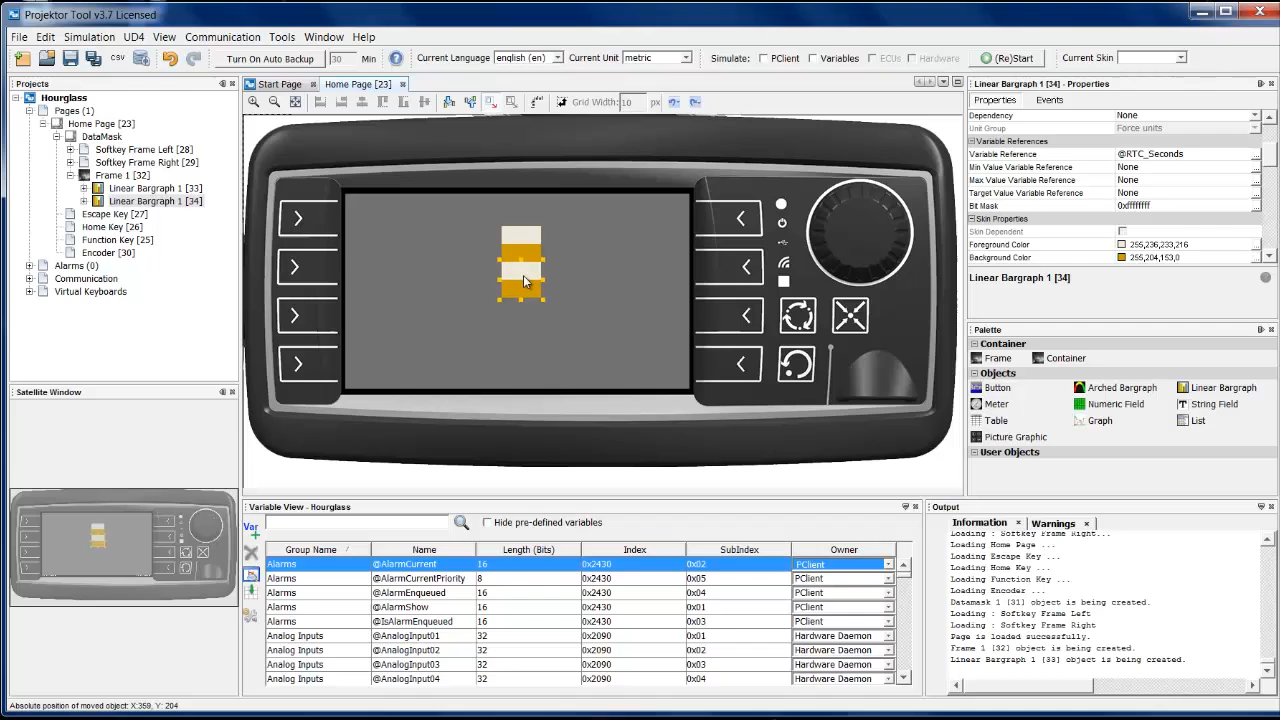 Projektor Tool v3.7 Licensed
File Edit Simulation UD4 View Communication Tools Window Help
CSV Turn On Auto Backup 30 Min Current Language english (en) Current Unit metric Simulate: PClient Variables ECUs Hardware (Re)Start Current Skin
Projects
Hourglass
Pages (1)
Home Page [23]
DataMask
Softkey Frame Left [28]
Softkey Frame Right [29]
Frame 1 [32]
Linear Bargraph 1 [33]
Linear Bargraph 1 [34]
Escape Key [27]
Home Key [26]
Function Key [25]
Encoder [30]
Alarms (0)
Communication
Virtual Keyboards
Satellite Window
Start Page Home Page [23]
Grid Width: 10 px
Linear Bargraph 1 [34] - Properties
Properties Events
Dependency None
Unit Group Force units
Variable References
Variable Reference @RTC_Seconds
Min Value Variable Reference None
Max Value Variable Reference None
Target Value Variable Reference None
Bit Mask 0xffffffff
Skin Properties
Skin Dependent
Foreground Color 255,236,233,216
Background Color 255,204,153,0
Linear Bargraph 1 [34]
Palette
Container
Frame Container
Objects
Button Arched Bargraph Linear Bargraph
Meter Numeric Field String Field
Table Graph List
Picture Graphic
User Objects
Variable View - Hourglass
Var Hide pre-defined variables
Group Name Name Length (Bits) Index SubIndex Owner
Alarms @AlarmCurrent 16 0x2430 0x02 PClient
Alarms @AlarmCurrentPriority 8 0x2430 0x05 PClient
Alarms @AlarmEnqueued 16 0x2430 0x04 PClient
Alarms @AlarmShow 16 0x2430 0x01 PClient
Alarms @IsAlarmEnqueued 16 0x2430 0x03 PClient
Analog Inputs @AnalogInput01 32 0x2090 0x01 Hardware Daemon
Analog Inputs @AnalogInput02 32 0x2090 0x02 Hardware Daemon
Analog Inputs @AnalogInput03 32 0x2090 0x03 Hardware Daemon
Analog Inputs @AnalogInput04 32 0x2090 0x04 Hardware Daemon
Output
Information Warnings
Loading : Softkey Frame Right...
Loading Home Page ...
Loading Escape Key ...
Loading Home Key ...
Loading Function Key ...
Loading Encoder ...
Datamask 1 [31] object is being created.
Loading : Softkey Frame Left
Loading : Softkey Frame Right
Page is loaded successfully.
Frame 1 [32] object is being created.
Linear Bargraph 1 [33] object is being created.
Absolute position of moved object: X:359, Y: 204